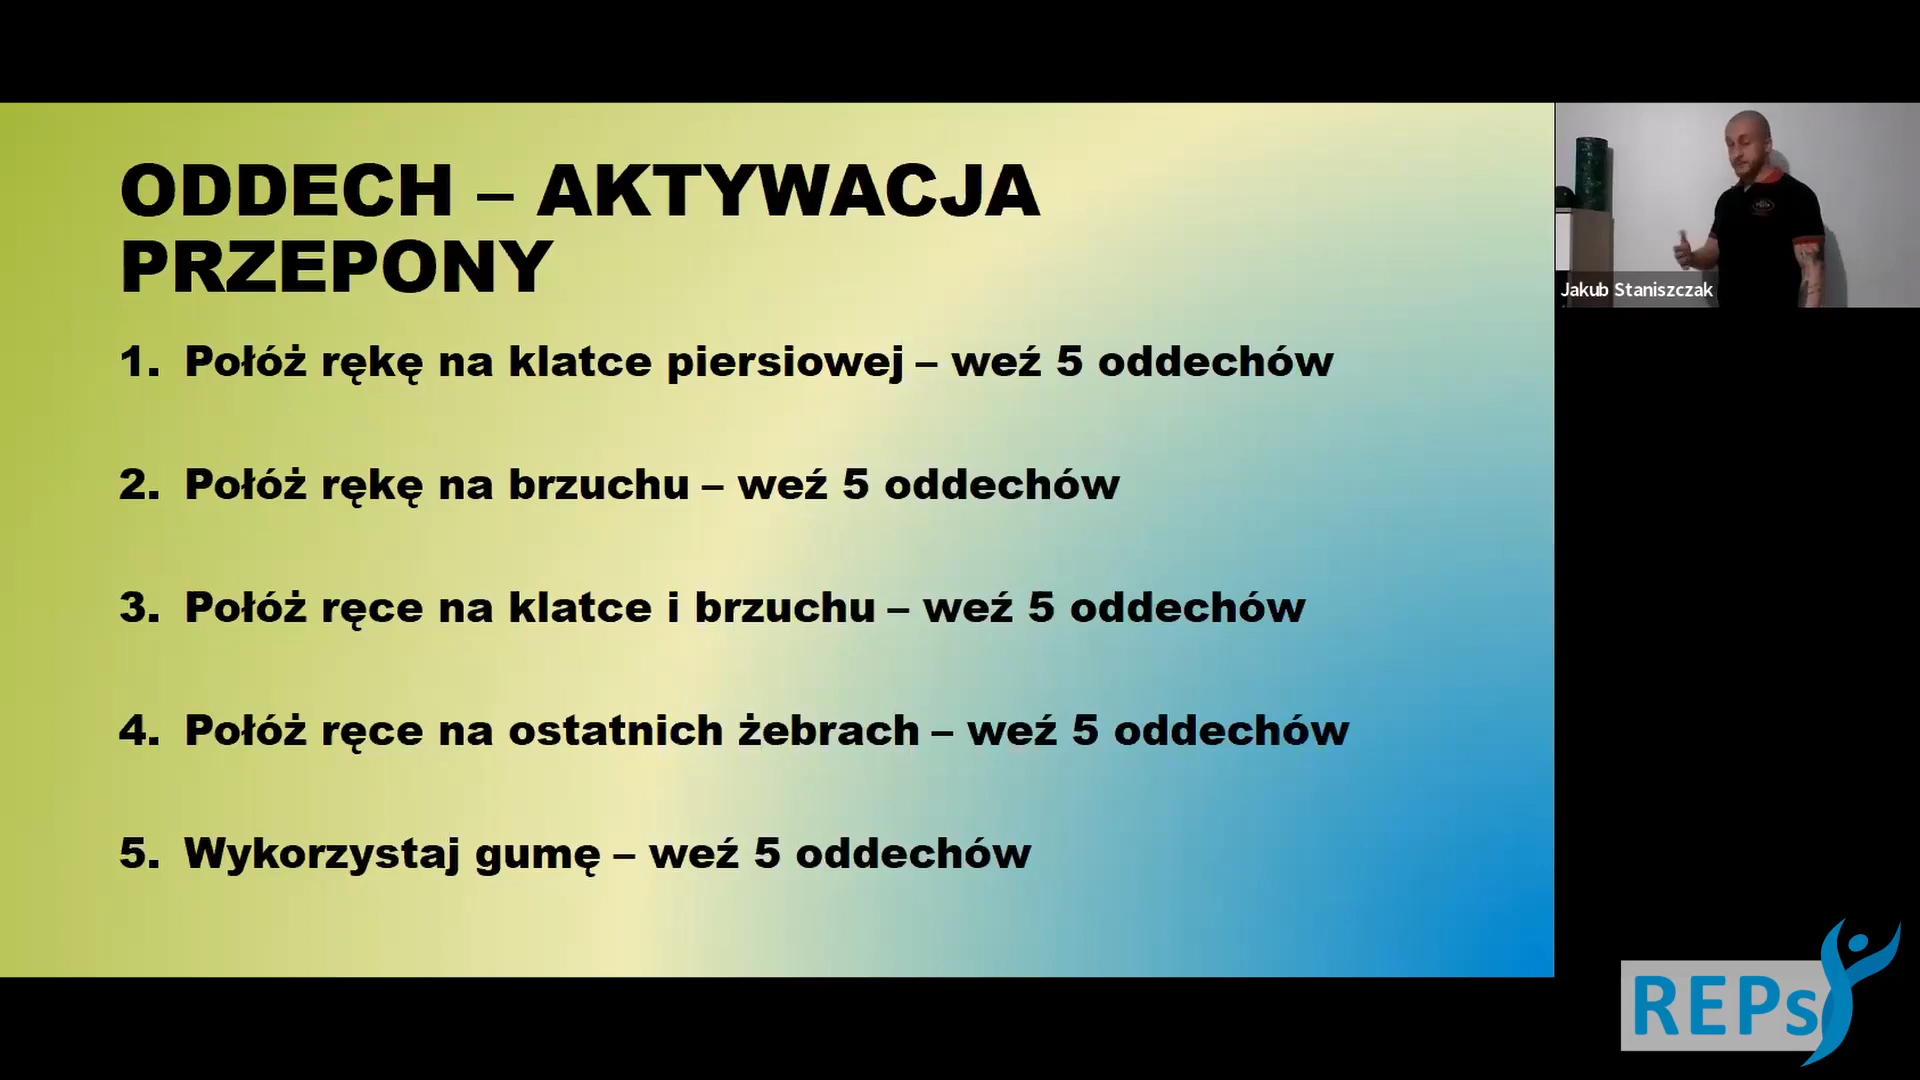 ODDECH – AKTYWACJA
PRZEPONY
1. Połóż rękę na klatce piersiowej – weź 5 oddechów
2. Połóż rękę na brzuchu – weź 5 oddechów
3. Połóż ręce na klatce i brzuchu – weź 5 oddechów
4. Połóż ręce na ostatnich żebrach – weź 5 oddechów
5. Wykorzystaj gumę – weź 5 oddechów
Jakub Staniszczak
REPs